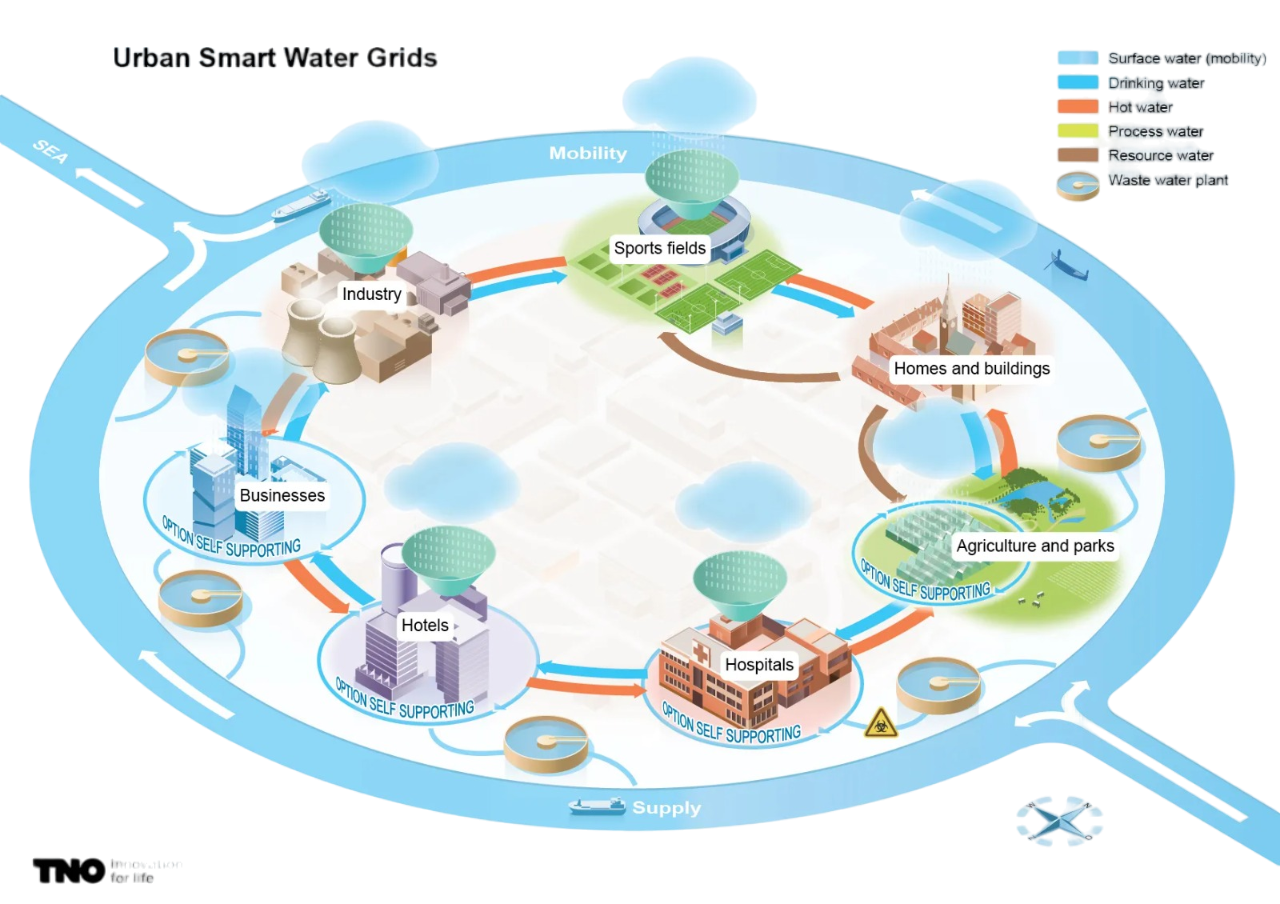 Urban Smart Water Grids
Surface water (mobility)
Drinking water
Hot water
Process water
Resource water
Waste water plant
SEA
Mobility
Sports fields
Industry
Homes and buildings
Businesses
OPTION SELF SUPPORTING
Agriculture and parks
OPTION SELF SUPPORTING
Hotels
OPTION SELF SUPPORTING
Hospitals
OPTION SELF SUPPORTING
Supply
W N
TNO innovation
for life